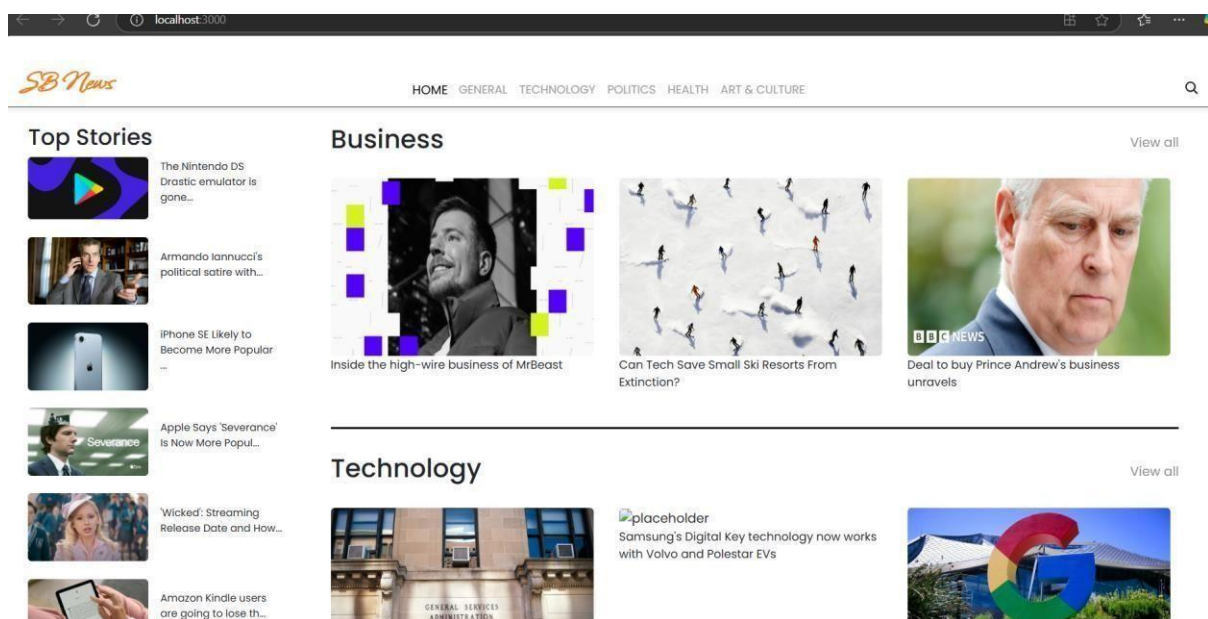 localhost:3000
SB News
HOME GENERAL TECHNOLOGY POLITICS HEALTH ART & CULTURE
Top Stories
The Nintendo DS
Drastic emulator is
gone...
Armando Iannucci's
political satire with...
iPhone SE Likely to
Become More Popular
...
Severance
Apple Says 'Severance'
Is Now More Popul...
'Wicked': Streaming
Release Date and How...
Amazon Kindle users
are going to lose th...
Business
View all
Inside the high-wire business of MrBeast
Can Tech Save Small Ski Resorts From
Extinction?
BBC NEWS
Deal to buy Prince Andrew's business
unravels
Technology
View all
GENERAL SERVICES
ADMINISTRATION
placeholder
Samsung's Digital Key technology now works
with Volvo and Polestar EVs